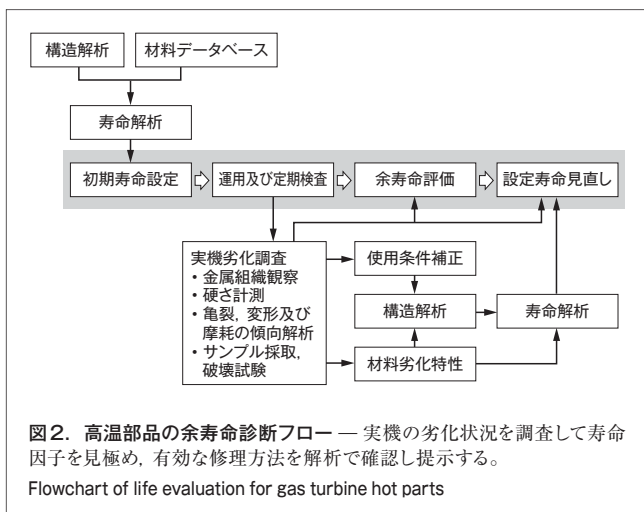 構造解析
材料データベース
寿命解析
初期寿命設定
運用及び定期検査
余寿命評価
設定寿命見直し
実機劣化調査
・金属組織観察
・硬さ計測
・亀裂，変形及び
摩耗の傾向解析
・サンプル採取，
破壊試験
使用条件補正
構造解析
寿命解析
材料劣化特性
図2．高温部品の余寿命診断フロー — 実機の劣化状況を調査して寿命
因子を見極め，有効な修理方法を解析で確認し提示する。
Flowchart of life evaluation for gas turbine hot parts